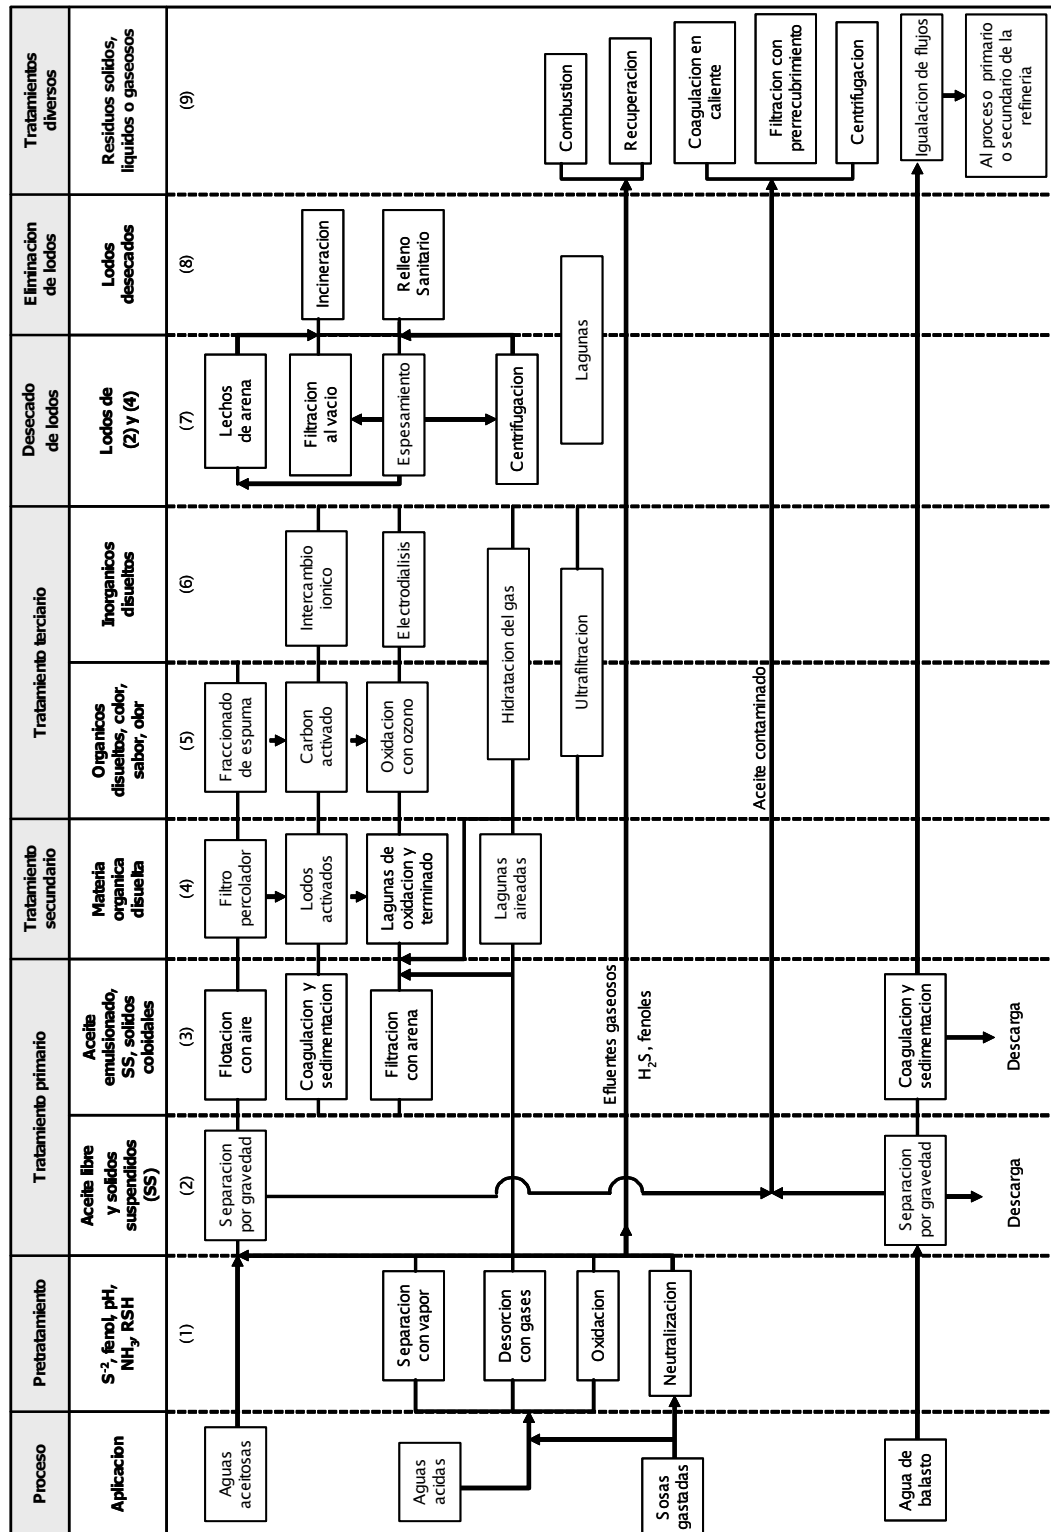 Proceso
Pretratamiento
Tratamiento primario
Tratamiento
secundario
Tratamiento terciario
Desecado
de lodos
Eliminacion
de lodos
Tratamientos
diversos
Aplicacion
S⁻², fenol, pH,
NH₃, RSH
Aceite libre
y solidos
suspendidos
(SS)
Aceite
emulsionado,
SS, solidos
coloidales
Materia
organica
disuelta
Organicos
disueltos, color,
sabor, olor
Inorganicos
disueltos
Lodos de
(2) y (4)
Lodos
desecados
Residuos solidos,
liquidos o gaseosos
(1)
(2)
(3)
(4)
(5)
(6)
(7)
(8)
(9)
Aguas
aceitosas
Separacion
por gravedad
Flotacion
con aire
Filtro
percolador
Fraccionado
de espuma
Lechos
de arena
Coagulacion y
sedimentacion
Lodos
activados
Carbon
activado
Intercambio
ionico
Filtracion
al vacio
Incineracion
Aguas
acidas
Separacion
con vapor
Filtracion
con arena
Lagunas de
oxidacion y
terminado
Oxidacion
con ozono
Electrodialisis
Espesamiento
Relleno
Sanitario
Desorcion
con gases
Lagunas
aireadas
Hidratacion del gas
Centrifugacion
Oxidacion
Ultrafiltracion
Lagunas
Combustion
Efluentes gaseosos
H₂S, fenoles
Recuperacion
Sosas
gastadas
Neutralizacion
Coagulacion en
caliente
Aceite contaminado
Filtracion con
prerrecubrimiento
Centrifugacion
Agua de
balasto
Separacion
por gravedad
Coagulacion y
sedimentacion
Igualacion de flujos
Descarga
Descarga
Al proceso primario
o secundario de la
refineria